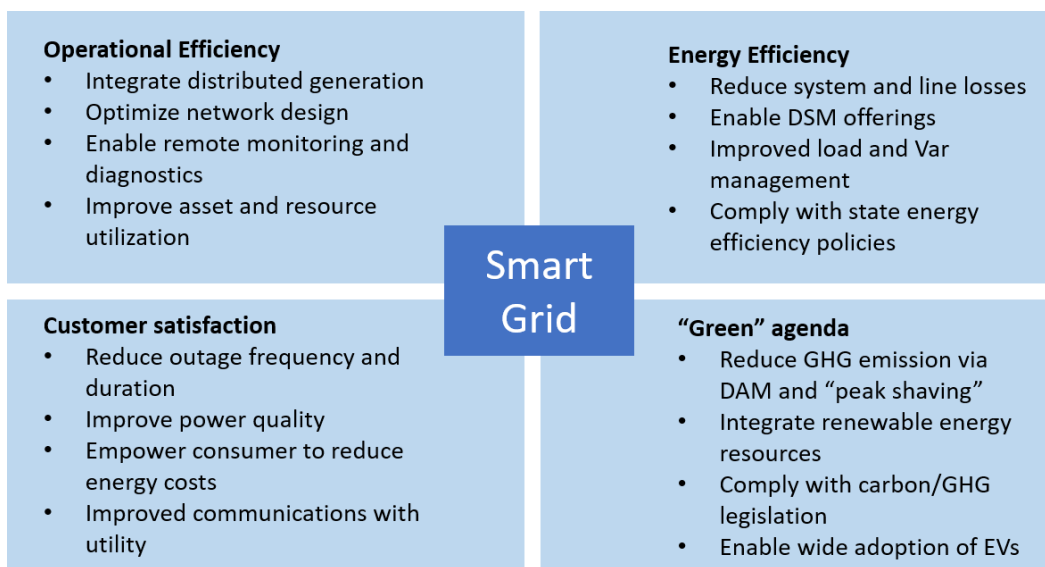 Operational Efficiency
• Integrate distributed generation
• Optimize network design
• Enable remote monitoring and
diagnostics
• Improve asset and resource
utilization
Energy Efficiency
• Reduce system and line losses
• Enable DSM offerings
• Improved load and Var
management
• Comply with state energy
efficiency policies
Smart
Grid
Customer satisfaction
• Reduce outage frequency and
duration
• Improve power quality
• Empower consumer to reduce
energy costs
• Improved communications with
utility
“Green” agenda
• Reduce GHG emission via
DAM and “peak shaving”
• Integrate renewable energy
resources
• Comply with carbon/GHG
legislation
• Enable wide adoption of EVs